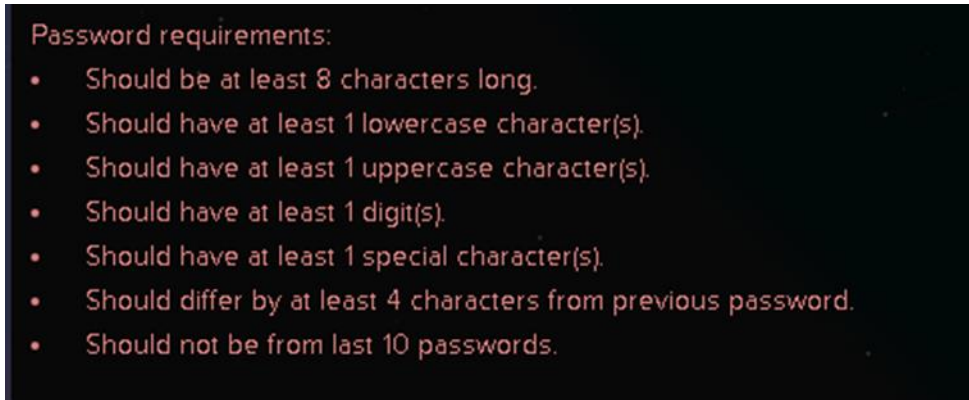 Password requirements:
• Should be at least 8 characters long.
• Should have at least 1 lowercase character(s).
• Should have at least 1 uppercase character(s).
• Should have at least 1 digit(s).
• Should have at least 1 special character(s).
• Should differ by at least 4 characters from previous password.
• Should not be from last 10 passwords.